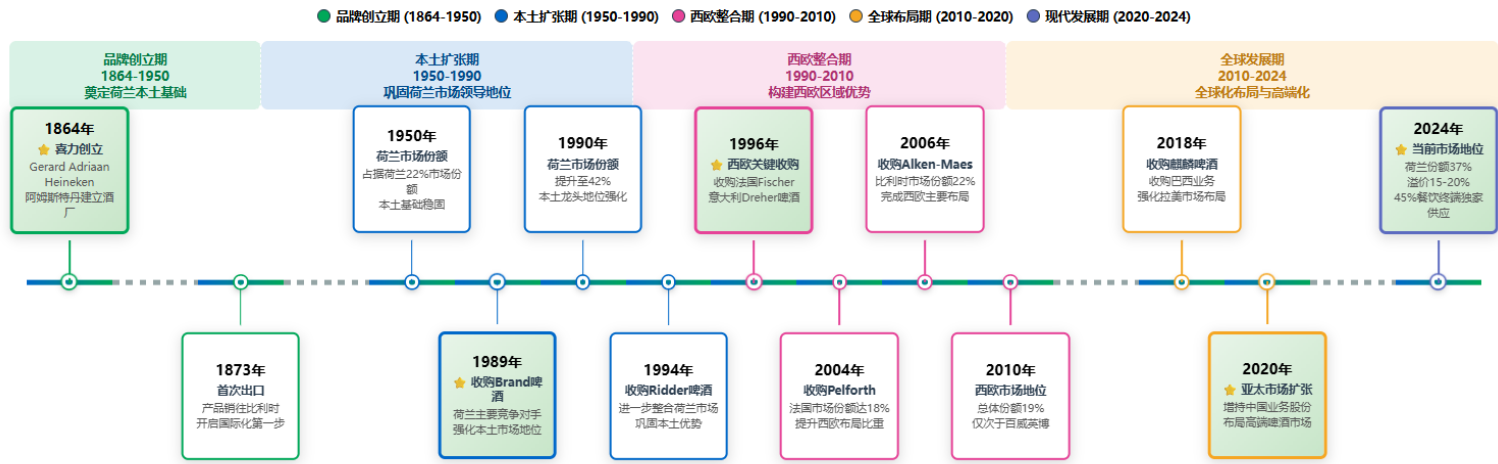 品牌创立期 (1864-1950)
本土扩张期 (1950-1990)
西欧整合期 (1990-2010)
全球布局期 (2010-2020)
现代发展期 (2020-2024)
品牌创立期
1864-1950
奠定荷兰本土基础
本土扩张期
1950-1990
巩固荷兰市场领导地位
西欧整合期
1990-2010
构建西欧区域优势
全球发展期
2010-2024
全球化布局与高端化
1864年
喜力创立
Gerard Adriaan
Heineken
阿姆斯特丹建立酒
厂
1950年
荷兰市场份额
占据荷兰22%市场份
额
本土基础稳固
1990年
荷兰市场份额
提升至42%
本土龙头地位强化
1996年
西欧关键收购
收购法国Fischer
意大利Dreher啤酒
2006年
收购Alken-Maes
比利时市场份额22%
完成西欧主要布局
2018年
收购麒麟啤酒
收购巴西业务
强化拉美市场布局
2024年
当前市场地位
荷兰份额37%
溢价15-20%
45%餐饮终端独家
供应
1873年
首次出口
产品销往比利时
开启国际化第一步
1989年
收购Brand啤
酒
荷兰主要竞争对手
强化本土市场地位
1994年
收购Ridder啤酒
进一步整合荷兰市场
巩固本土优势
2004年
收购Pelforth
法国市场份额达18%
提升西欧布局比重
2010年
西欧市场地位
总体份额19%
仅次于百威英博
2020年
亚太市场扩张
增持中国业务股份
布局高端啤酒市场